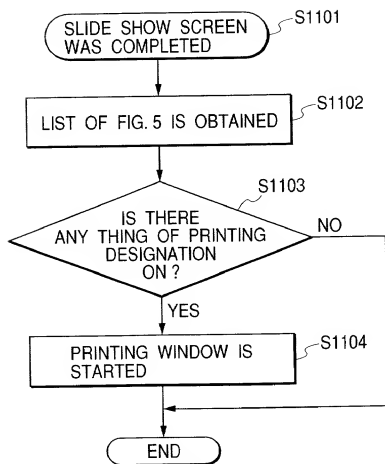 SLIDE SHOW SCREEN
WAS COMPLETED
S1101
LIST OF FIG. 5 IS OBTAINED
S1102
IS THERE
ANY THING OF PRINTING
DESIGNATION
ON ?
S1103
NO
YES
PRINTING WINDOW IS
STARTED
S1104
END